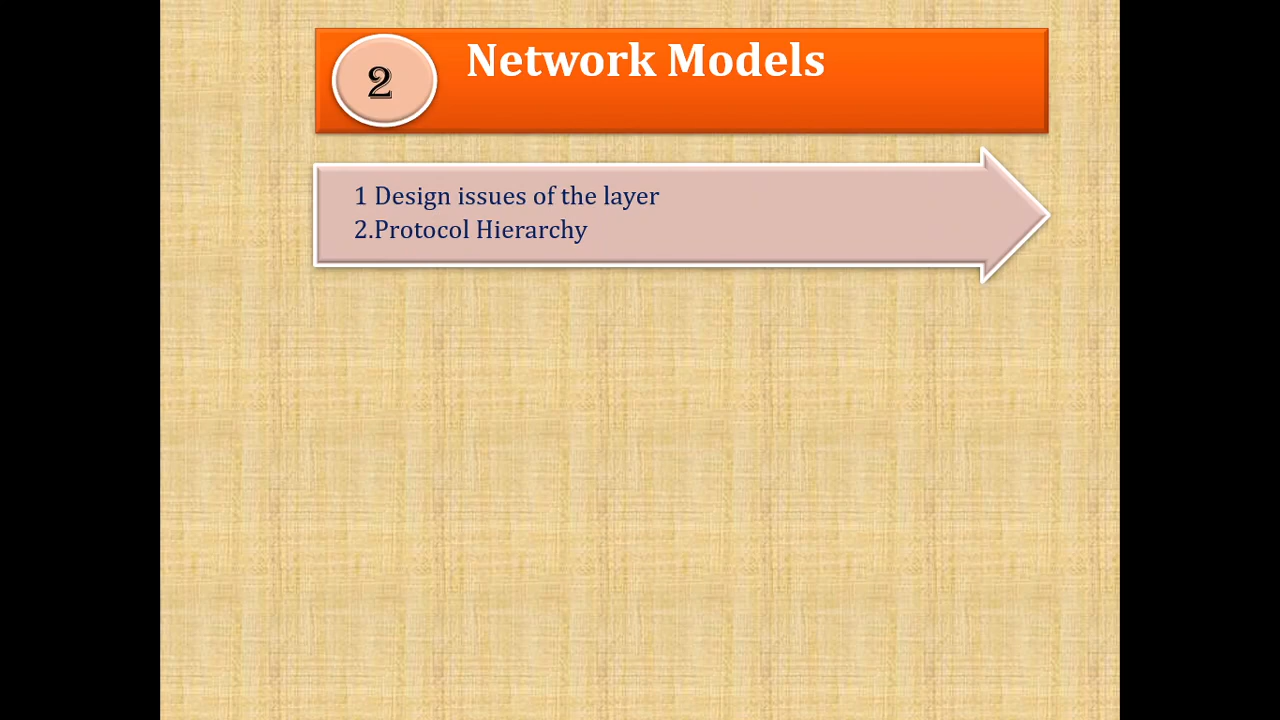 2
Network Models
1 Design issues of the layer
2.Protocol Hierarchy